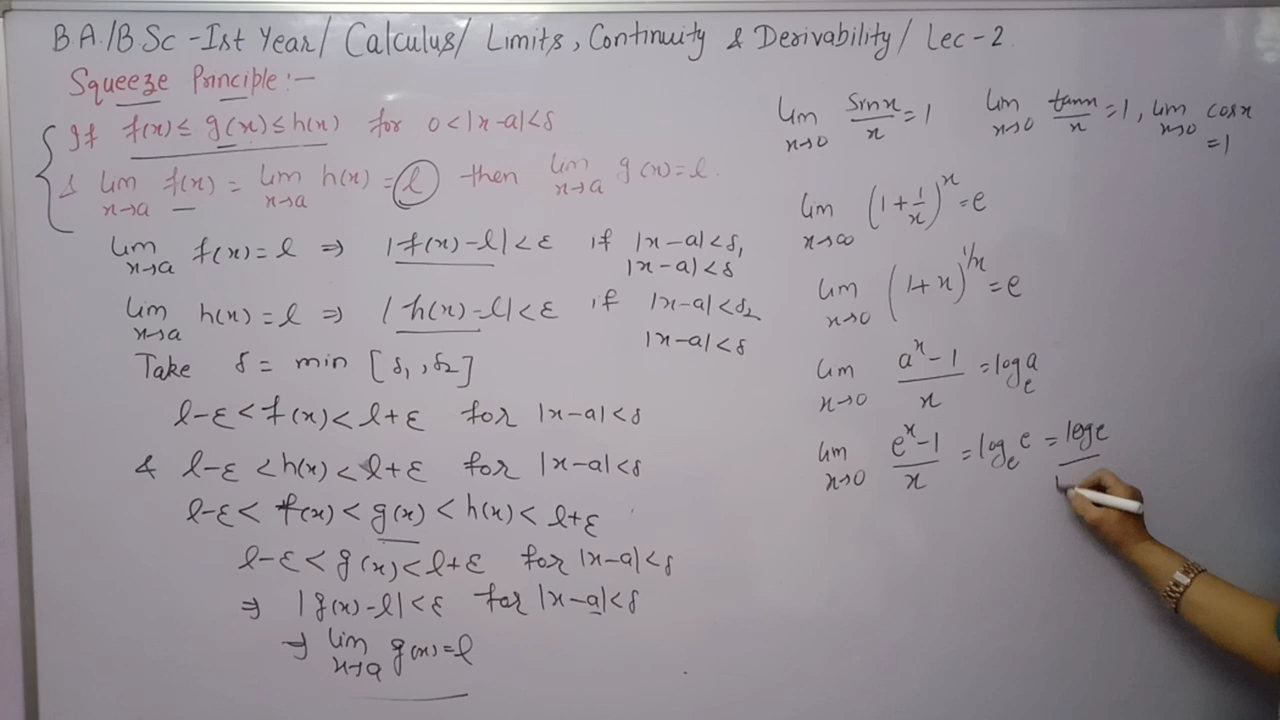 B.A./B.Sc - Ist Year/ Calculus/ Limits, Continuity & Derivability/ Lec-2.
Squeeze Principle:-
If f(x) ≤ g(x) ≤ h(x) for 0<|x-a|<δ
& lim x→a f(x) = lim x→a h(x) = l then lim x→a g(x) = l.
lim x→a f(x) = l ⇒ |f(x)-l|<ε if |x-a|<δ₁
|x-a|<δ
lim x→a h(x) = l ⇒ |h(x)-l|<ε if |x-a|<δ₂
|x-a|<δ
Take δ = min [δ₁, δ₂]
l-ε < f(x) < l+ε for |x-a|<δ
& l-ε < h(x) < l+ε for |x-a|<δ
l-ε < f(x) < g(x) < h(x) < l+ε
l-ε < g(x) < l+ε for |x-a|<δ
⇒ |g(x)-l|<ε for |x-a|<δ
⇒ lim x→a g(x) = l
lim x→0 sinx/x = 1 lim x→0 tanx/x = 1, lim x→0 cosx
=1
lim x→∞ (1+1/x)^x = e
lim x→0 (1+x)^1/x = e
lim x→0 a^x-1/x = logₑa
lim x→0 e^x-1/x = logₑe = loge